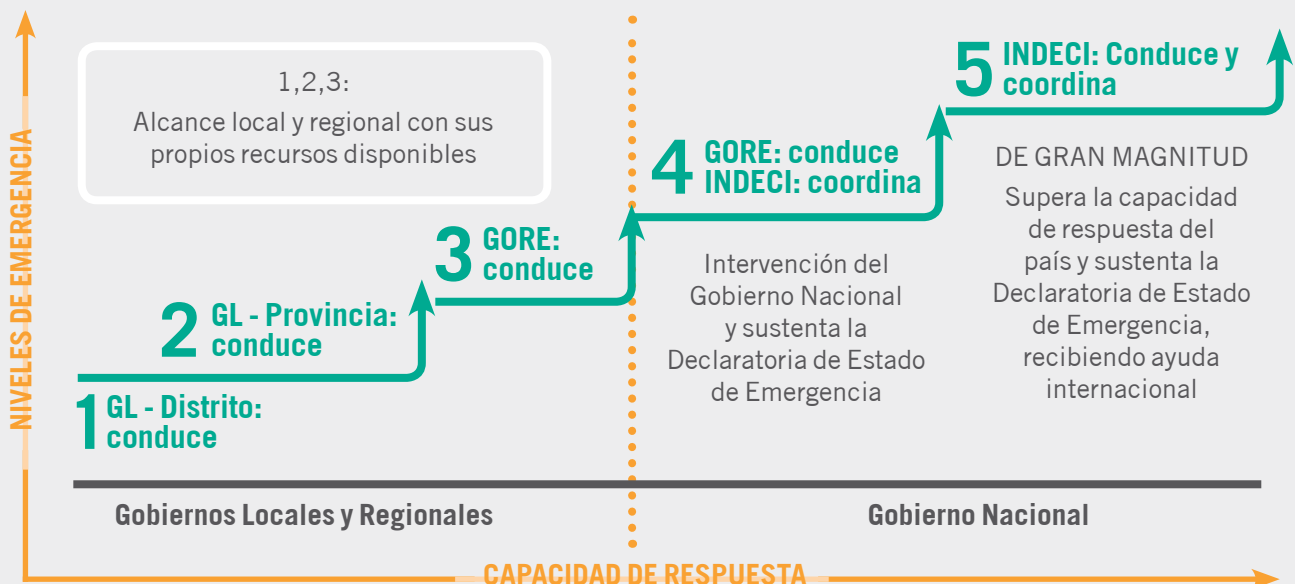 NIVELES DE EMERGENCIA
1,2,3:
Alcance local y regional con sus
propios recursos disponibles
1 GL - Distrito:
conduce
2 GL - Provincia:
conduce
3 GORE:
conduce
4 GORE: conduce
INDECI: coordina
Intervención del
Gobierno Nacional
y sustenta la
Declaratoria de Estado
de Emergencia
5 INDECI: Conduce y
coordina
DE GRAN MAGNITUD
Supera la capacidad
de respuesta del
país y sustenta la
Declaratoria de Estado
de Emergencia,
recibiendo ayuda
internacional
Gobiernos Locales y Regionales
Gobierno Nacional
CAPACIDAD DE RESPUESTA